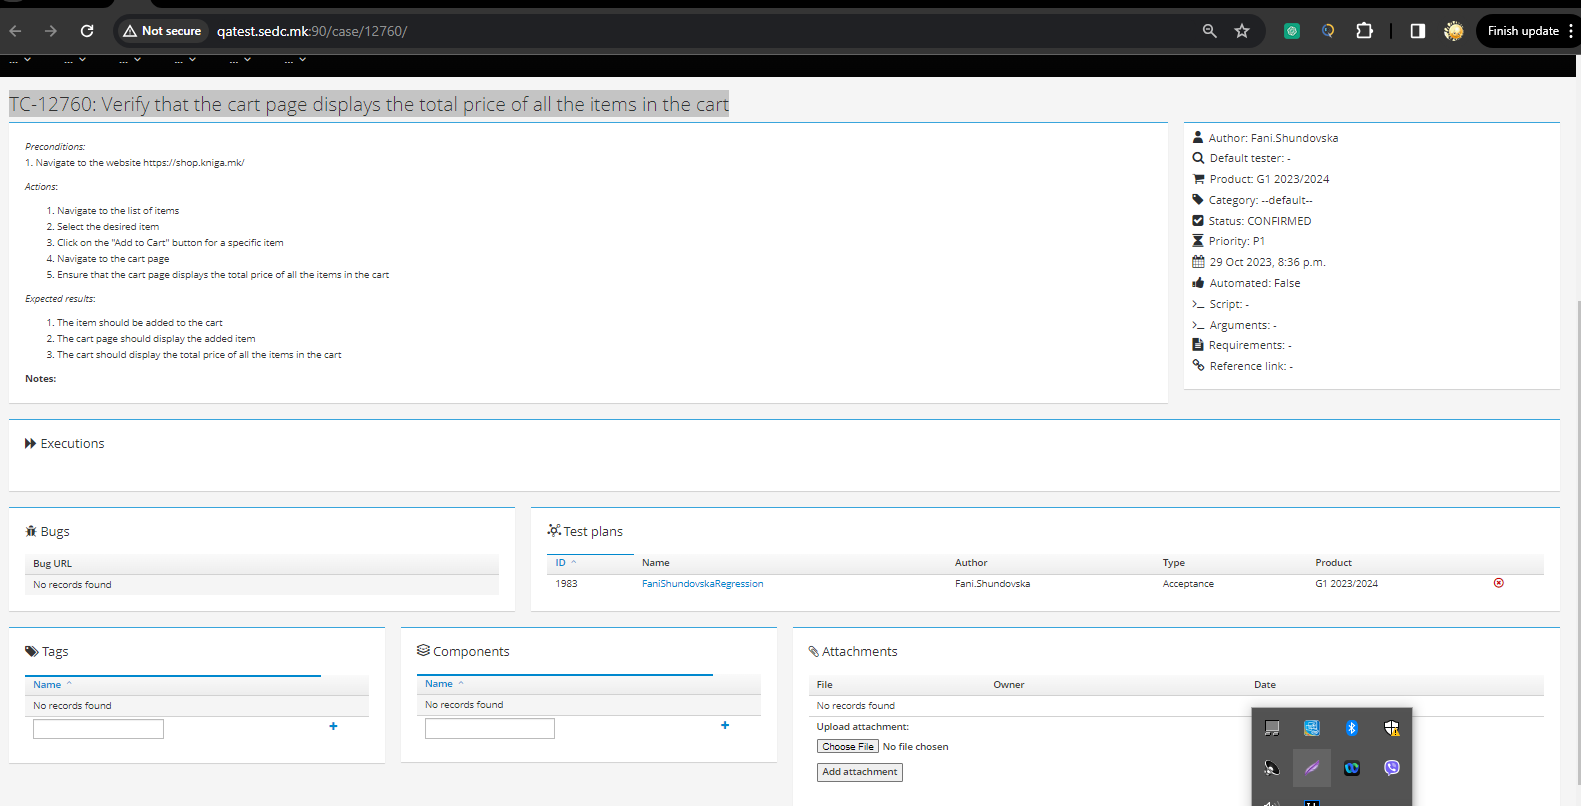 Not secure
qatest.sedc.mk:90/case/12760/
Finish update
... ... ... ... ... ...
TC-12760: Verify that the cart page displays the total price of all the items in the cart
Preconditions:
1. Navigate to the website https://shop.kniga.mk/
Actions:
1. Navigate to the list of items
2. Select the desired item
3. Click on the "Add to Cart" button for a specific item
4. Navigate to the cart page
5. Ensure that the cart page displays the total price of all the items in the cart
Expected results:
1. The item should be added to the cart
2. The cart page should display the added item
3. The cart should display the total price of all the items in the cart
Notes:
Author: Fani.Shundovska
Default tester: -
Product: G1 2023/2024
Category: --default--
Status: CONFIRMED
Priority: P1
29 Oct 2023, 8:36 p.m.
Automated: False
Script: -
Arguments: -
Requirements: -
Reference link: -
Executions
Bugs
Bug URL
No records found
Test plans
ID Name Author Type Product
1983 FaniShundovskaRegression Fani.Shundovska Acceptance G1 2023/2024
Tags
Name
No records found
Components
Name
No records found
Attachments
File Owner Date
No records found
Upload attachment:
Choose File No file chosen
Add attachment